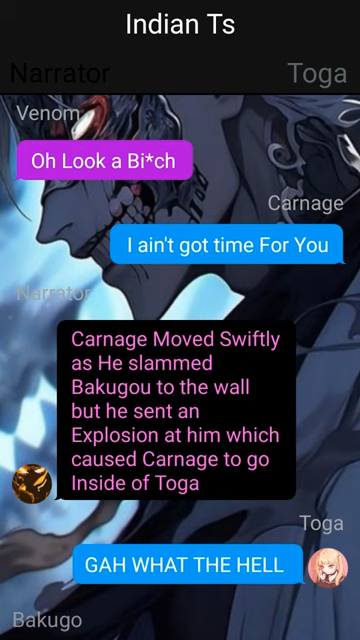 Indian Ts
Narrator
Toga
Venom
Oh Look a Bi*ch
Carnage
I ain't got time For You
Narrator
Carnage Moved Swiftly
as He slammed
Bakugou to the wall
but he sent an
Explosion at him which
caused Carnage to go
Inside of Toga
Toga
GAH WHAT THE HELL
Bakugo